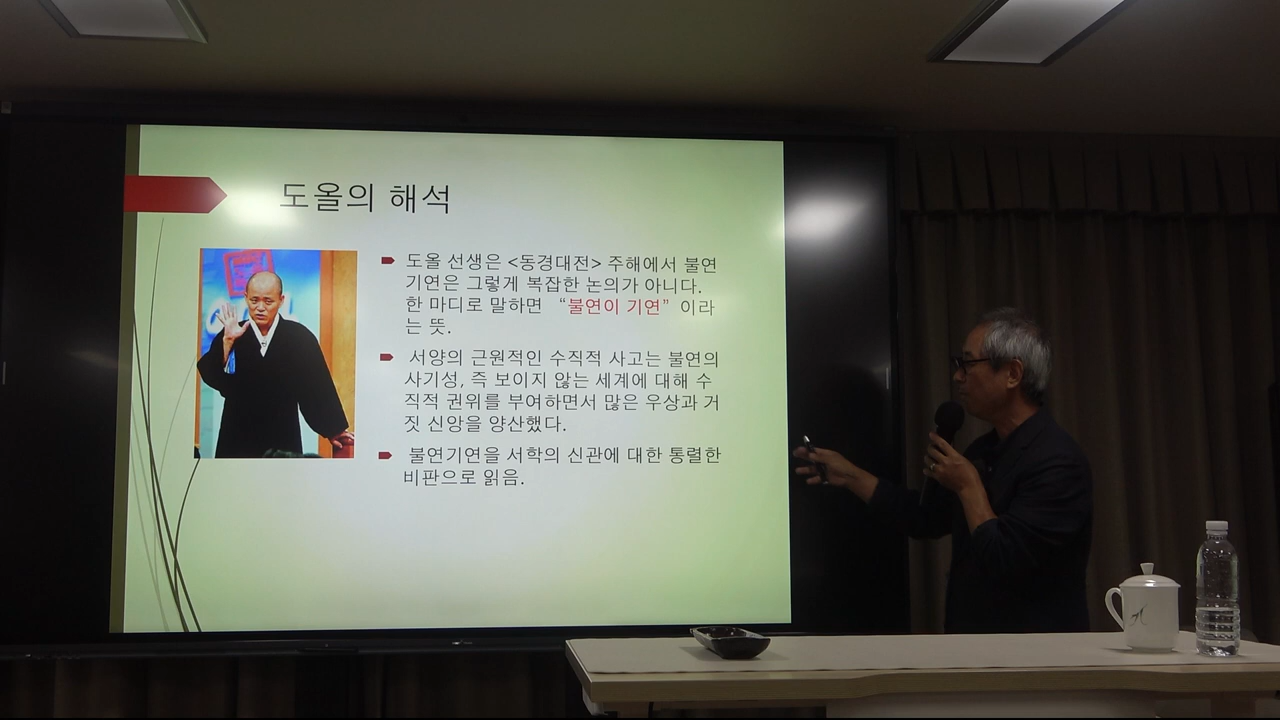 도올의 해석
도올 선생은 <동경대전> 주해에서 불연
기연은 그렇게 복잡한 논의가 아니다.
한 마디로 말하면 “불연이 기연” 이라
는 뜻.
서양의 근원적인 수직적 사고는 불연의
사기성, 즉 보이지 않는 세계에 대해 수
직적 권위를 부여하면서 많은 우상과 거
짓 신앙을 양산했다.
불연기연을 서학의 신관에 대한 통렬한
비판으로 읽음.